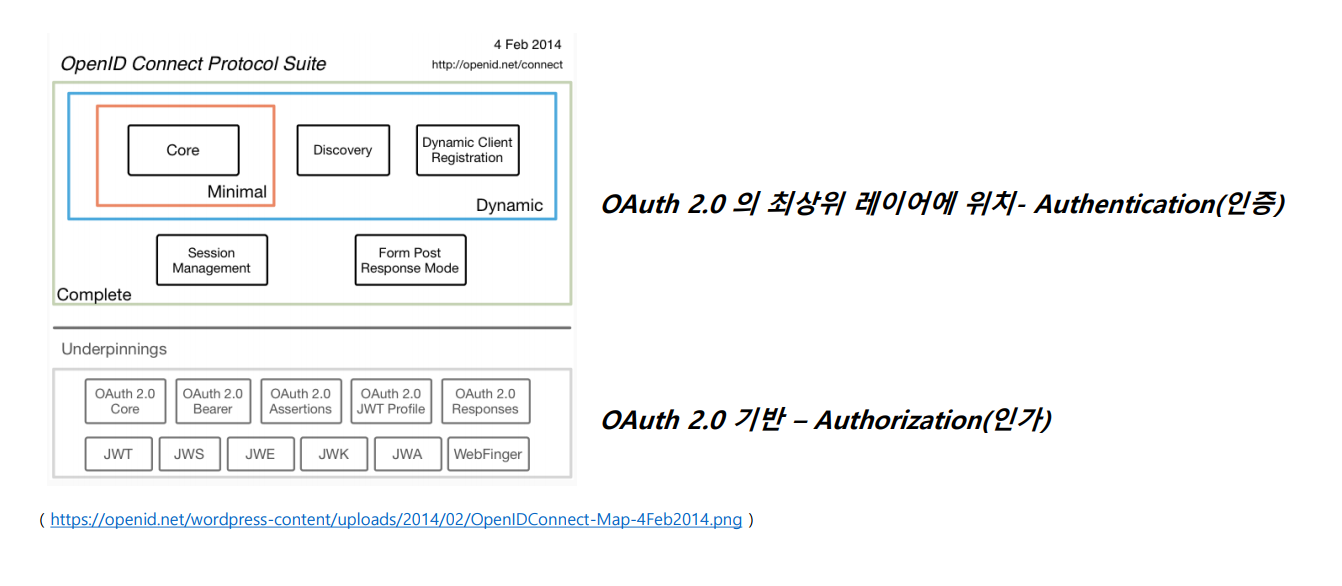 4 Feb 2014
OpenID Connect Protocol Suite
http://openid.net/connect
Core
Discovery
Dynamic Client
Registration
Minimal
Dynamic
Session
Management
Form Post
Response Mode
Complete
OAuth 2.0 의 최상위 레이어에 위치- Authentication(인증)
Underpinnings
OAuth 2.0
Core
OAuth 2.0
Bearer
OAuth 2.0
Assertions
OAuth 2.0
JWT Profile
OAuth 2.0
Responses
JWT
JWS
JWE
JWK
JWA
WebFinger
OAuth 2.0 기반 – Authorization(인가)
( https://openid.net/wordpress-content/uploads/2014/02/OpenIDConnect-Map-4Feb2014.png )